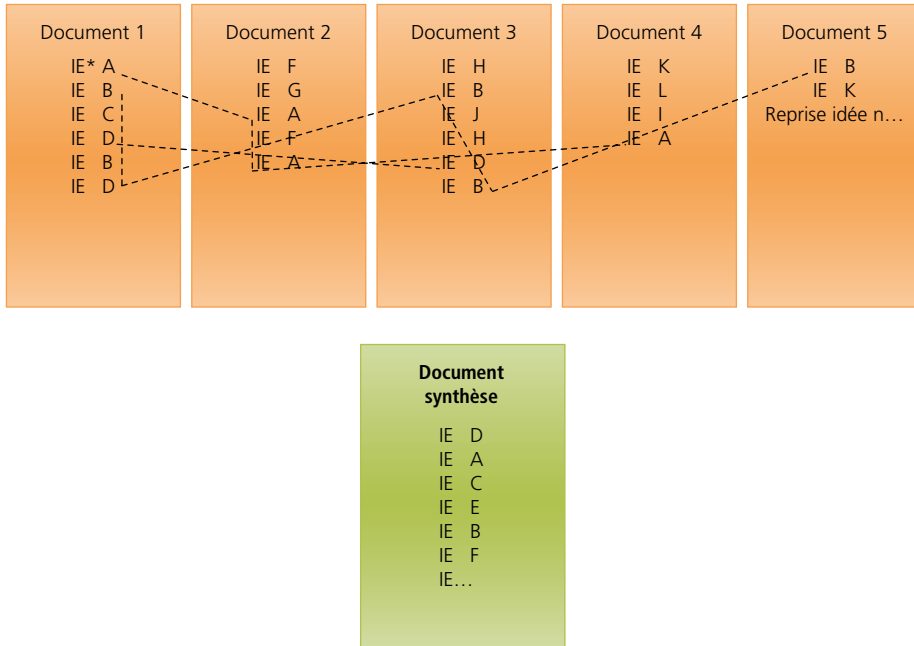 Document 1
IE* A
IE B
IE C
IE D
IE B
IE D
Document 2
IE F
IE G
IE A
IE F
IE A
Document 3
IE H
IE B
IE J
IE H
IE D
IE B
Document 4
IE K
IE L
IE I
IE A
Document 5
IE B
IE K
Reprise idée n…
Document
synthèse
IE D
IE A
IE C
IE E
IE B
IE F
IE…